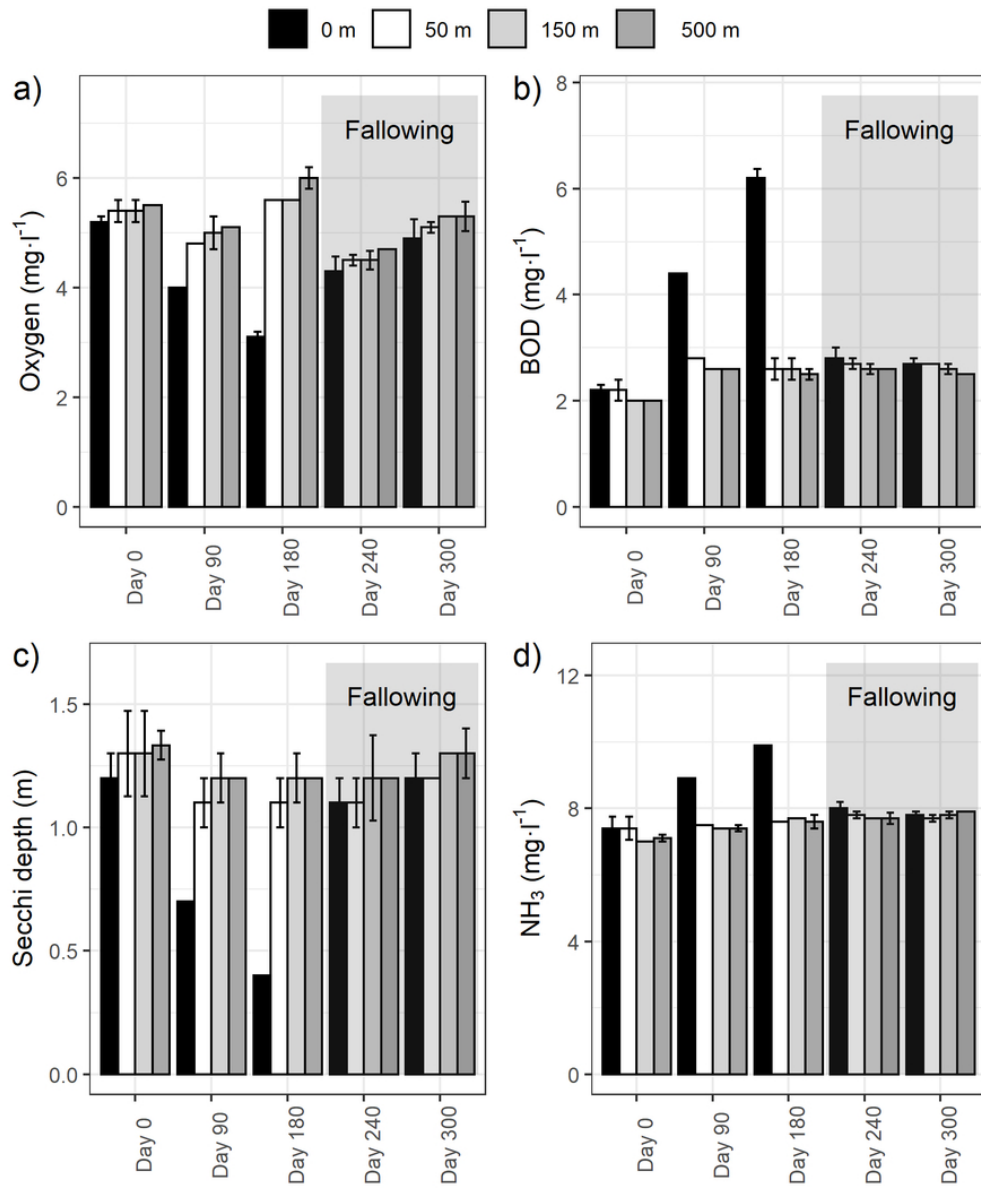 0 m 50 m 150 m 500 m
a)
Fallowing
Oxygen (mg·l⁻¹)
6
4
2
0
Day 0 Day 90 Day 180 Day 240 Day 300
b)
Fallowing
BOD (mg·l⁻¹)
8
6
4
2
0
Day 0 Day 90 Day 180 Day 240 Day 300
c)
Fallowing
Secchi depth (m)
1.5
1.0
0.5
0.0
Day 0 Day 90 Day 180 Day 240 Day 300
d)
Fallowing
NH₃ (mg·l⁻¹)
12
8
4
0
Day 0 Day 90 Day 180 Day 240 Day 300